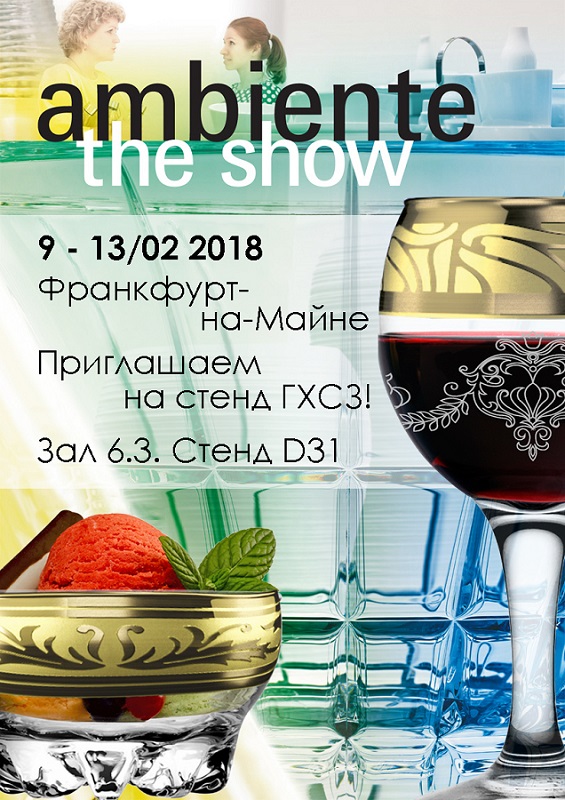 ambiente
the show
9 - 13/02 2018
Франкфурт-
на-Майне
Приглашаем
на стенд ГХСЗ!
Зал 6.3. Стенд D31